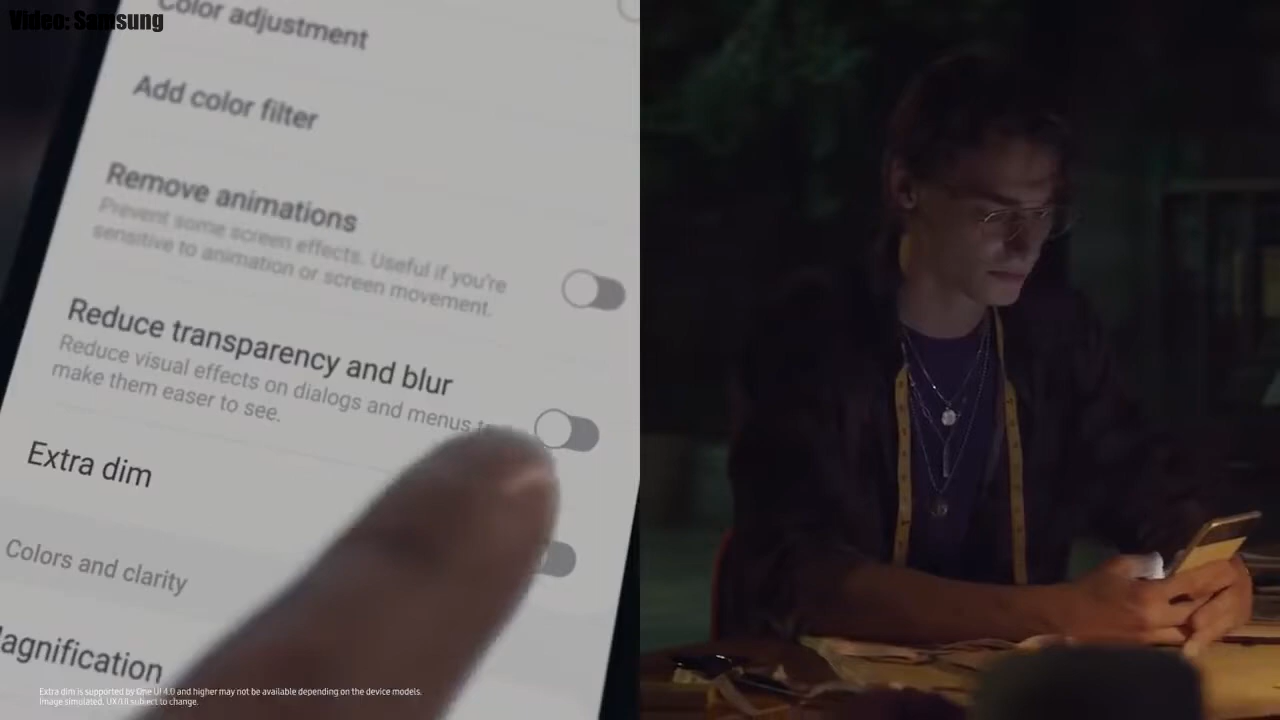 Video: Samsung
Color adjustment
Add color filter
Remove animations
Prevent some screen effects. Useful if you're
sensitive to animation or screen movement.
Reduce transparency and blur
Reduce visual effects on dialogs and menus
make them easer to see.
Extra dim
Colors and clarity
agnification
Extra dim is supported by One UI 4.0 and higher may not be available depending on the device models.
Image simulated, UX/UI subject to change.